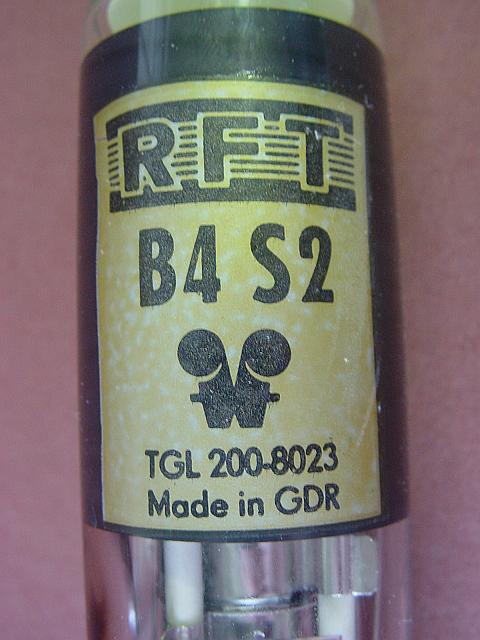 RFT
B4 S2
TGL 200-8023
Made in GDR